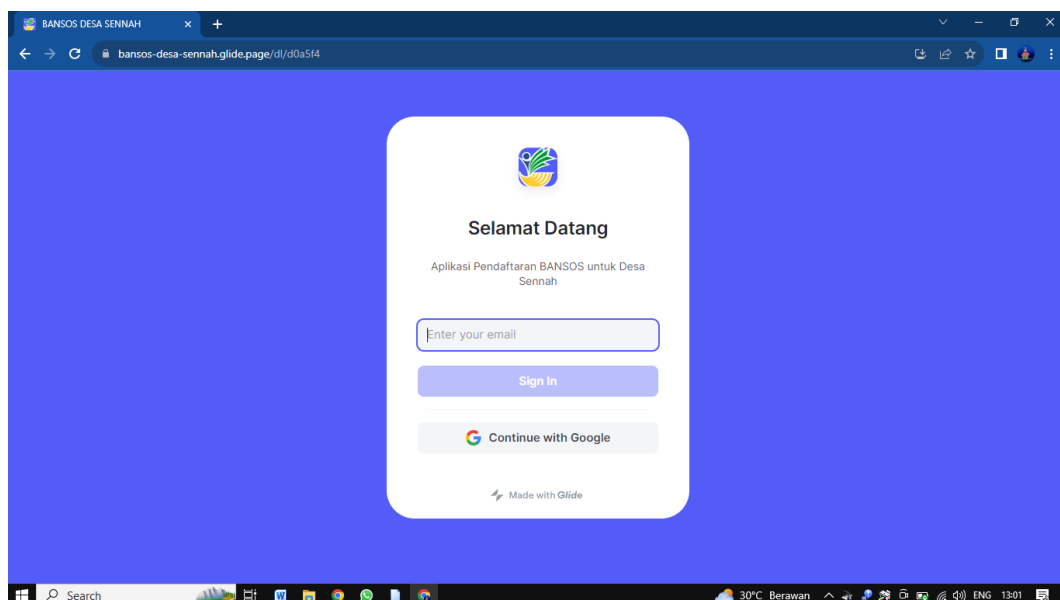 BANSOS DESA SENNAH
bansos-desa-sennah.glide.page/dl/d0a5f4
Selamat Datang
Aplikasi Pendaftaran BANSOS untuk Desa
Sennah
Enter your email
Sign In
Continue with Google
Made with Glide
Search
30°C Berawan
ENG
13:01